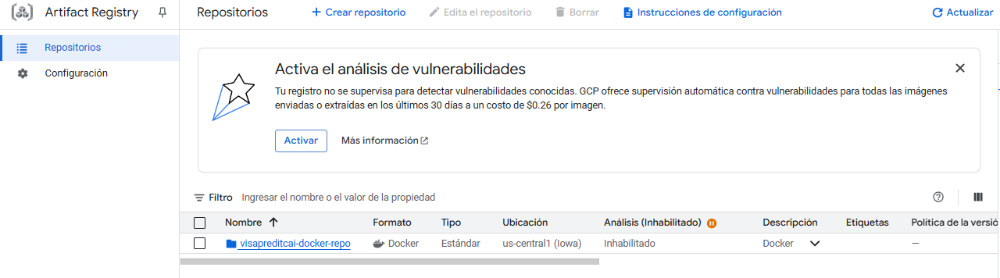 Artifact Registry
Repositorios
Crear repositorio
Edita el repositorio
Borrar
Instrucciones de configuración
Actualizar
Repositorios
Configuración
Activa el análisis de vulnerabilidades
Tu registro no se supervisa para detectar vulnerabilidades conocidas. GCP ofrece supervisión automática contra vulnerabilidades para todas las imágenes
enviadas o extraídas en los últimos 30 días a un costo de $0.26 por imagen.
Activar
Más información
Filtro
Ingresar el nombre o el valor de la propiedad
Nombre
Formato
Tipo
Ubicación
Análisis (Inhabilitado)
Descripción
Etiquetas
Política de la versió
visapreditcai-docker-repo
Docker
Estándar
us-central1 (Iowa)
Inhabilitado
Docker
—